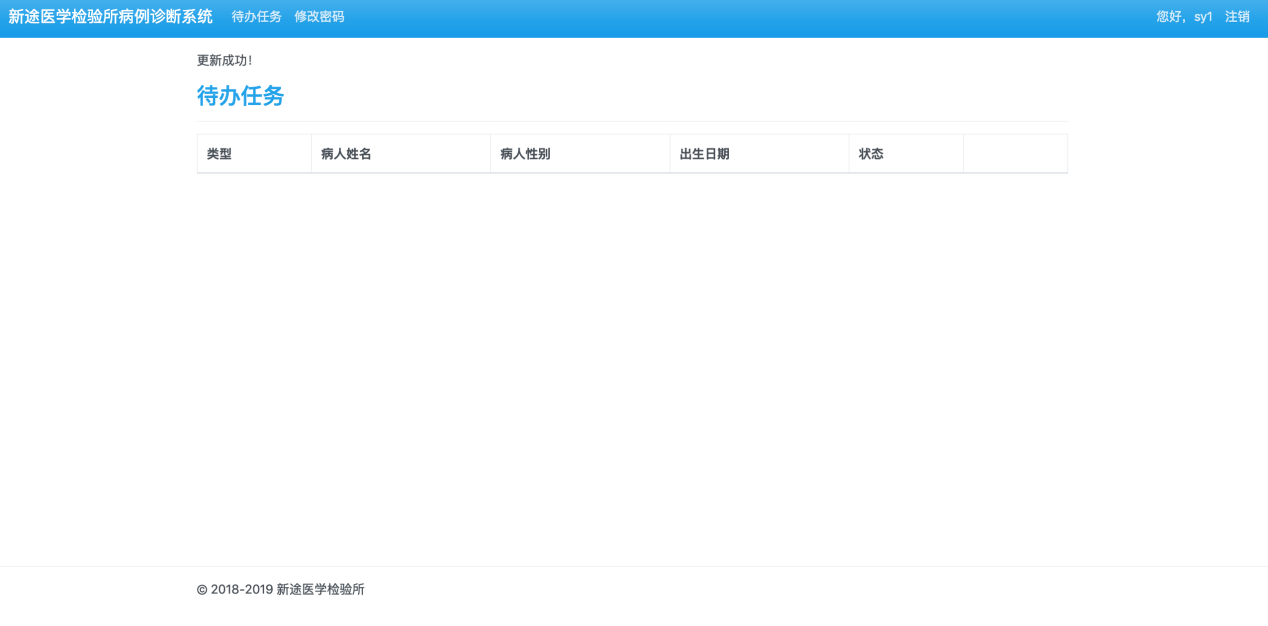 新途医学检验所病例诊断系统 待办任务 修改密码 您好，sy1 注销
更新成功！
待办任务
类型 病人姓名 病人性别 出生日期 状态
© 2018-2019 新途医学检验所